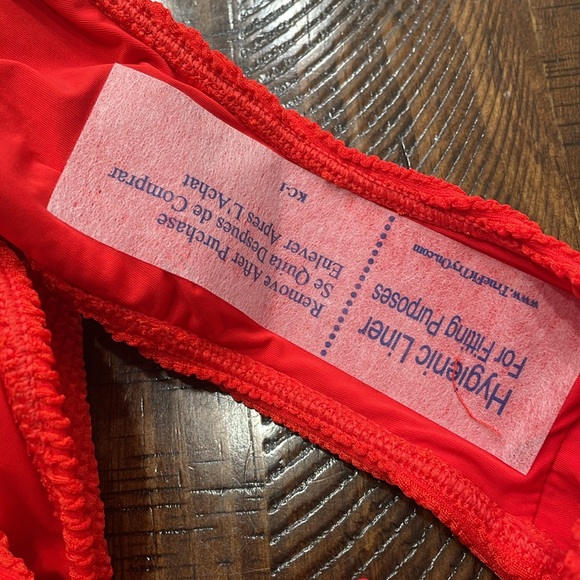 Hygienic Liner
For Fitting Purposes
www.TrueFitTryOn.com
Remove After Purchase
Se Quita Despues de Comprar
Enlever Apres L'Achat
KC-1